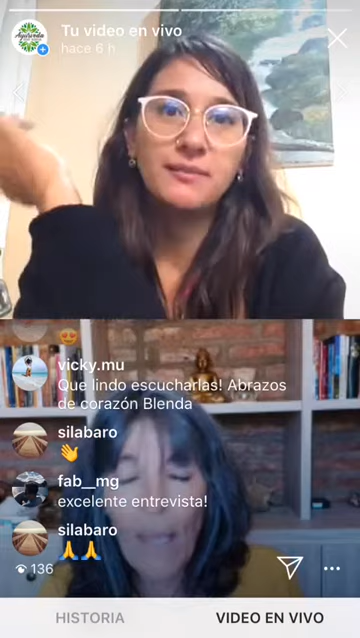 Tu video en vivo
hace 6 h
Ayurveda
vicky.mu
Que lindo escucharlas! Abrazos
de corazón Blenda
silabaro
👋
fab__mg
excelente entrevista!
silabaro
🙏🙏
136
HISTORIA
VIDEO EN VIVO